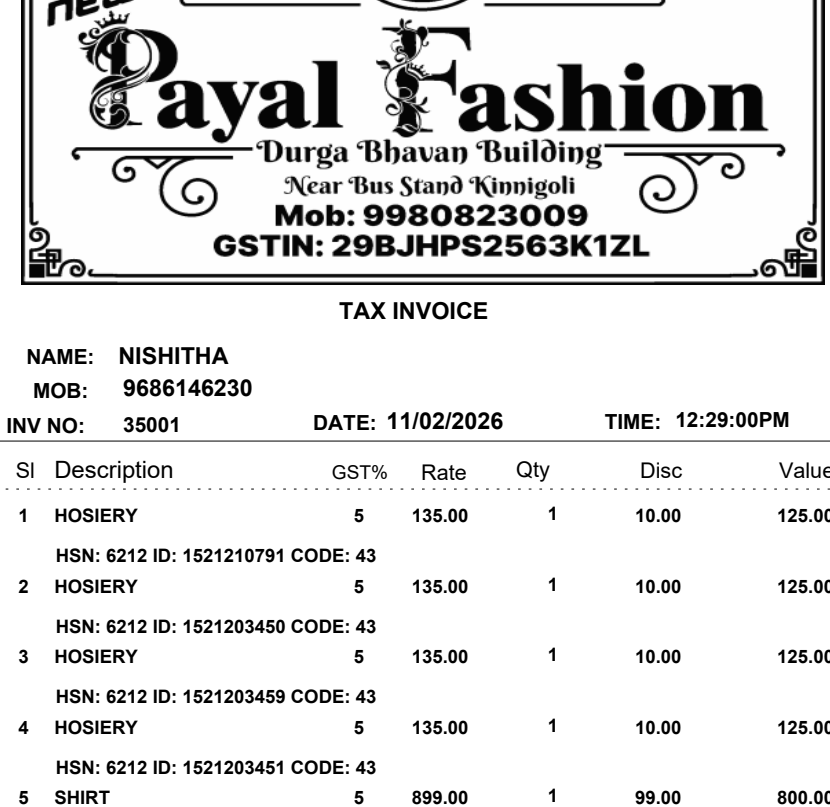 new
Payal Fashion
Durga Bhavan Building
Near Bus Stand Kinnigoli
Mob: 9980823009
GSTIN: 29BJHPS2563K1ZL
TAX INVOICE
NAME: NISHITHA
MOB: 9686146230
INV NO: 35001 DATE: 11/02/2026 TIME: 12:29:00PM
Sl Description GST% Rate Qty Disc Value
1 HOSIERY 5 135.00 1 10.00 125.00
HSN: 6212 ID: 1521210791 CODE: 43
2 HOSIERY 5 135.00 1 10.00 125.00
HSN: 6212 ID: 1521203450 CODE: 43
3 HOSIERY 5 135.00 1 10.00 125.00
HSN: 6212 ID: 1521203459 CODE: 43
4 HOSIERY 5 135.00 1 10.00 125.00
HSN: 6212 ID: 1521203451 CODE: 43
5 SHIRT 5 899.00 1 99.00 800.00